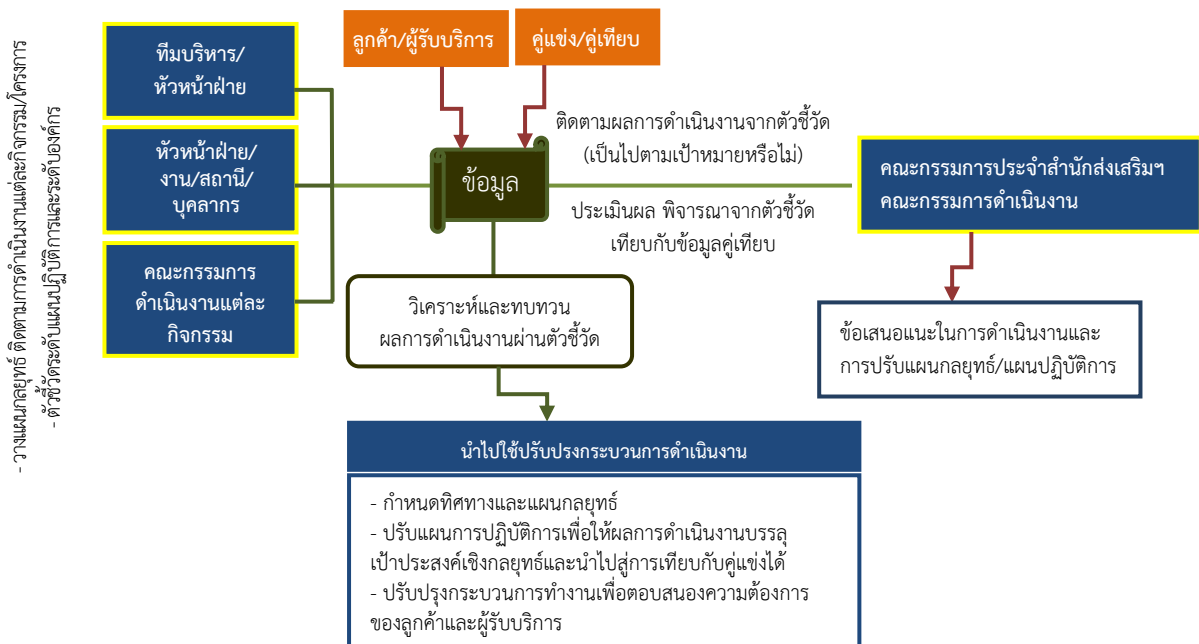 - วางแผนกลยุทธ์ ติดตามการดำเนินงานแต่ละกิจกรรม/โครงการ
- ตัวชี้วัดระดับแผนปฏิบัติการและระดับองค์กร
ทีมบริหาร/
หัวหน้าฝ่าย
หัวหน้าฝ่าย/
งาน/สถานี/
บุคลากร
คณะกรรมการ
ดำเนินงานแต่ละ
กิจกรรม
ลูกค้า/ผู้รับบริการ
คู่แข่ง/คู่เทียบ
ข้อมูล
ติดตามผลการดำเนินงานจากตัวชี้วัด
(เป็นไปตามเป้าหมายหรือไม่)
ประเมินผล พิจารณาจากตัวชี้วัด
เทียบกับข้อมูลคู่เทียบ
คณะกรรมการประจำสำนักส่งเสริมฯ
คณะกรรมการดำเนินงาน
ข้อเสนอแนะในการดำเนินงานและ
การปรับแผนกลยุทธ์/แผนปฏิบัติการ
วิเคราะห์และทบทวน
ผลการดำเนินงานผ่านตัวชี้วัด
นำไปใช้ปรับปรงกระบวนการดำเนินงาน
- กำหนดทิศทางและแผนกลยุทธ์
- ปรับแผนการปฏิบัติการเพื่อให้ผลการดำเนินงานบรรลุ
เป้าประสงค์เชิงกลยุทธ์และนำไปสู่การเทียบกับคู่แข่งได้
- ปรับปรุงกระบวนการทำงานเพื่อตอบสนองความต้องการ
ของลูกค้าและผู้รับบริการ